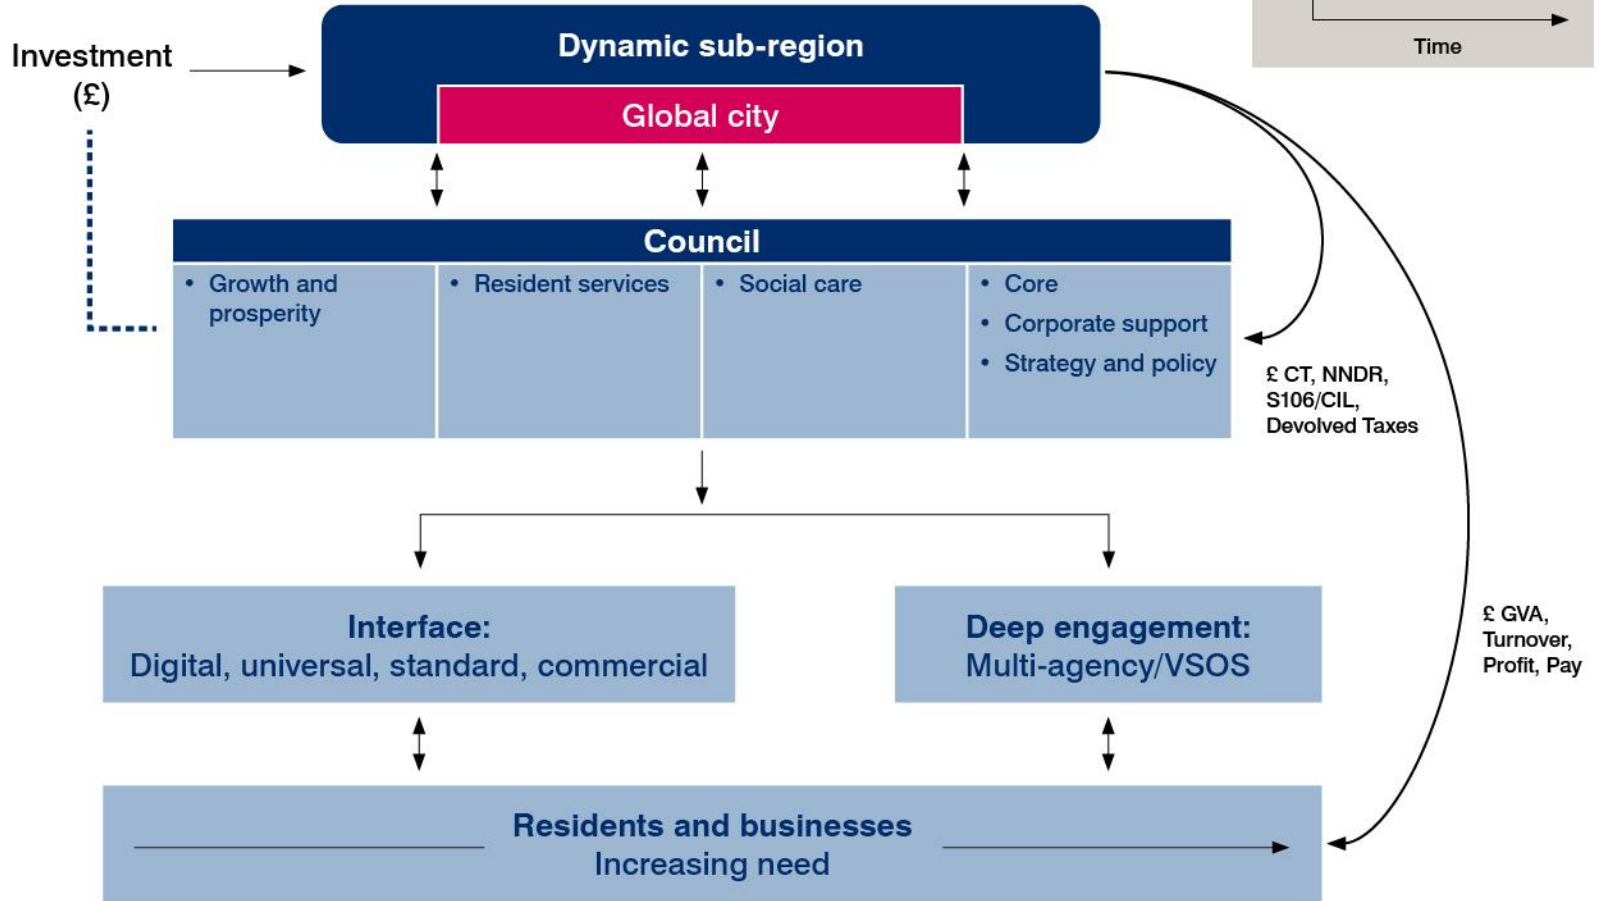 Time
Investment
(£)
Dynamic sub-region
Global city
Council
• Growth and
prosperity
• Resident services
• Social care
• Core
• Corporate support
• Strategy and policy
£ CT, NNDR,
S106/CIL,
Devolved Taxes
Interface:
Digital, universal, standard, commercial
Deep engagement:
Multi-agency/VSOS
£ GVA,
Turnover,
Profit, Pay
Residents and businesses
Increasing need